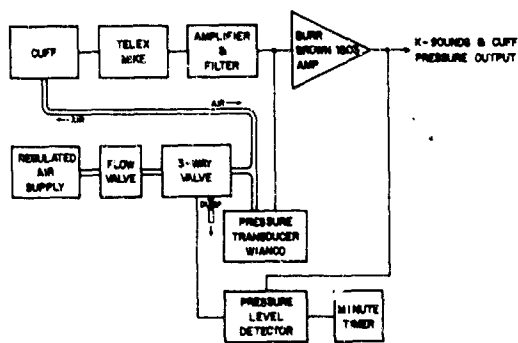 CUFF
TELEX
MIKE
AMPLIFIER
&
FILTER
BURR
BROWN
AMP
K-SOUNDS & CUFF
PRESSURE OUTPUT
AIR
AIR
REGULATED
AIR
SUPPLY
FLOW
VALVE
3-WAY
VALVE
DUMP
PRESSURE
TRANSDUCER
WIANCO
PRESSURE
LEVEL
DETECTOR
MINUTE
TIMER